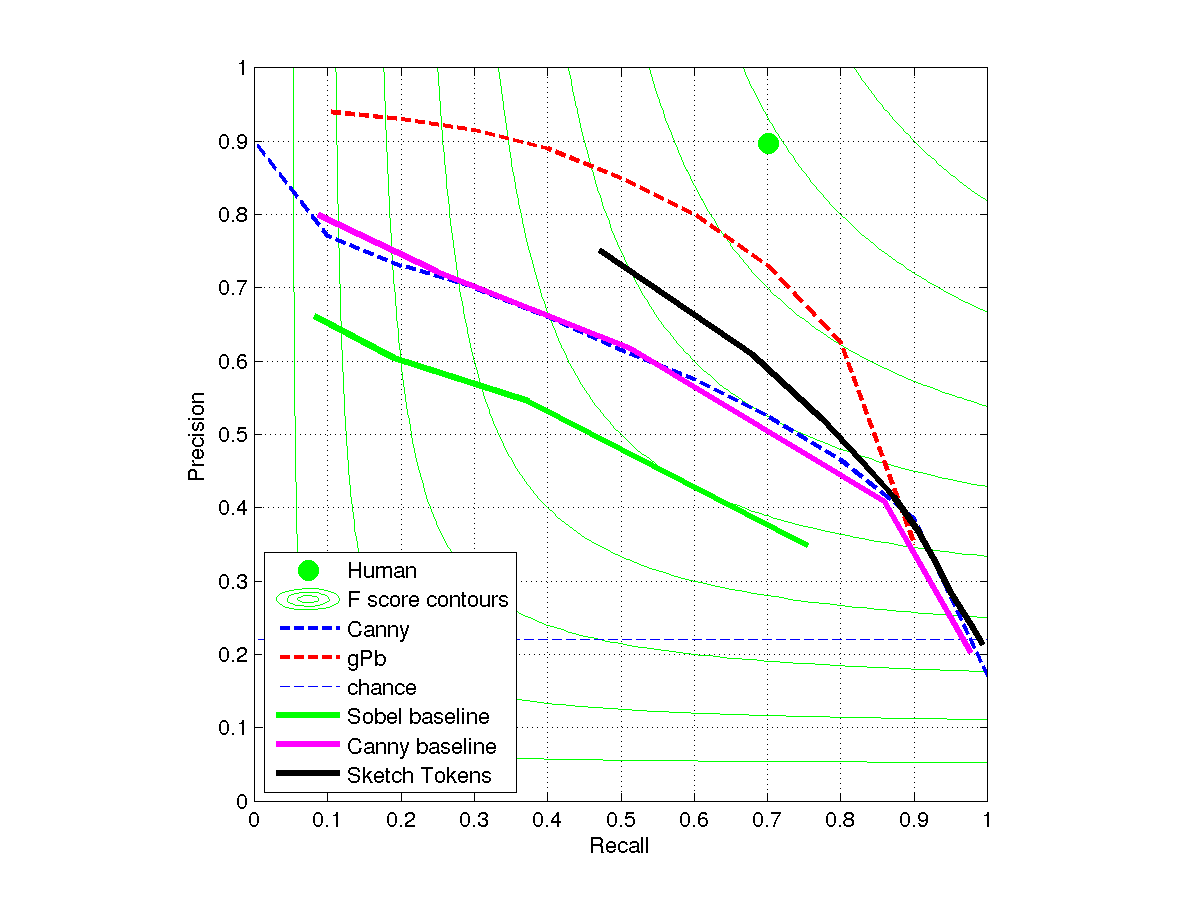 1
0.9
0.8
0.7
0.6
0.5
0.4
0.3
0.2
0.1
0
Precision
Human
F score contours
Canny
gPb
chance
Sobel baseline
Canny baseline
Sketch Tokens
0 0.1 0.2 0.3 0.4 0.5 0.6 0.7 0.8 0.9 1
Recall